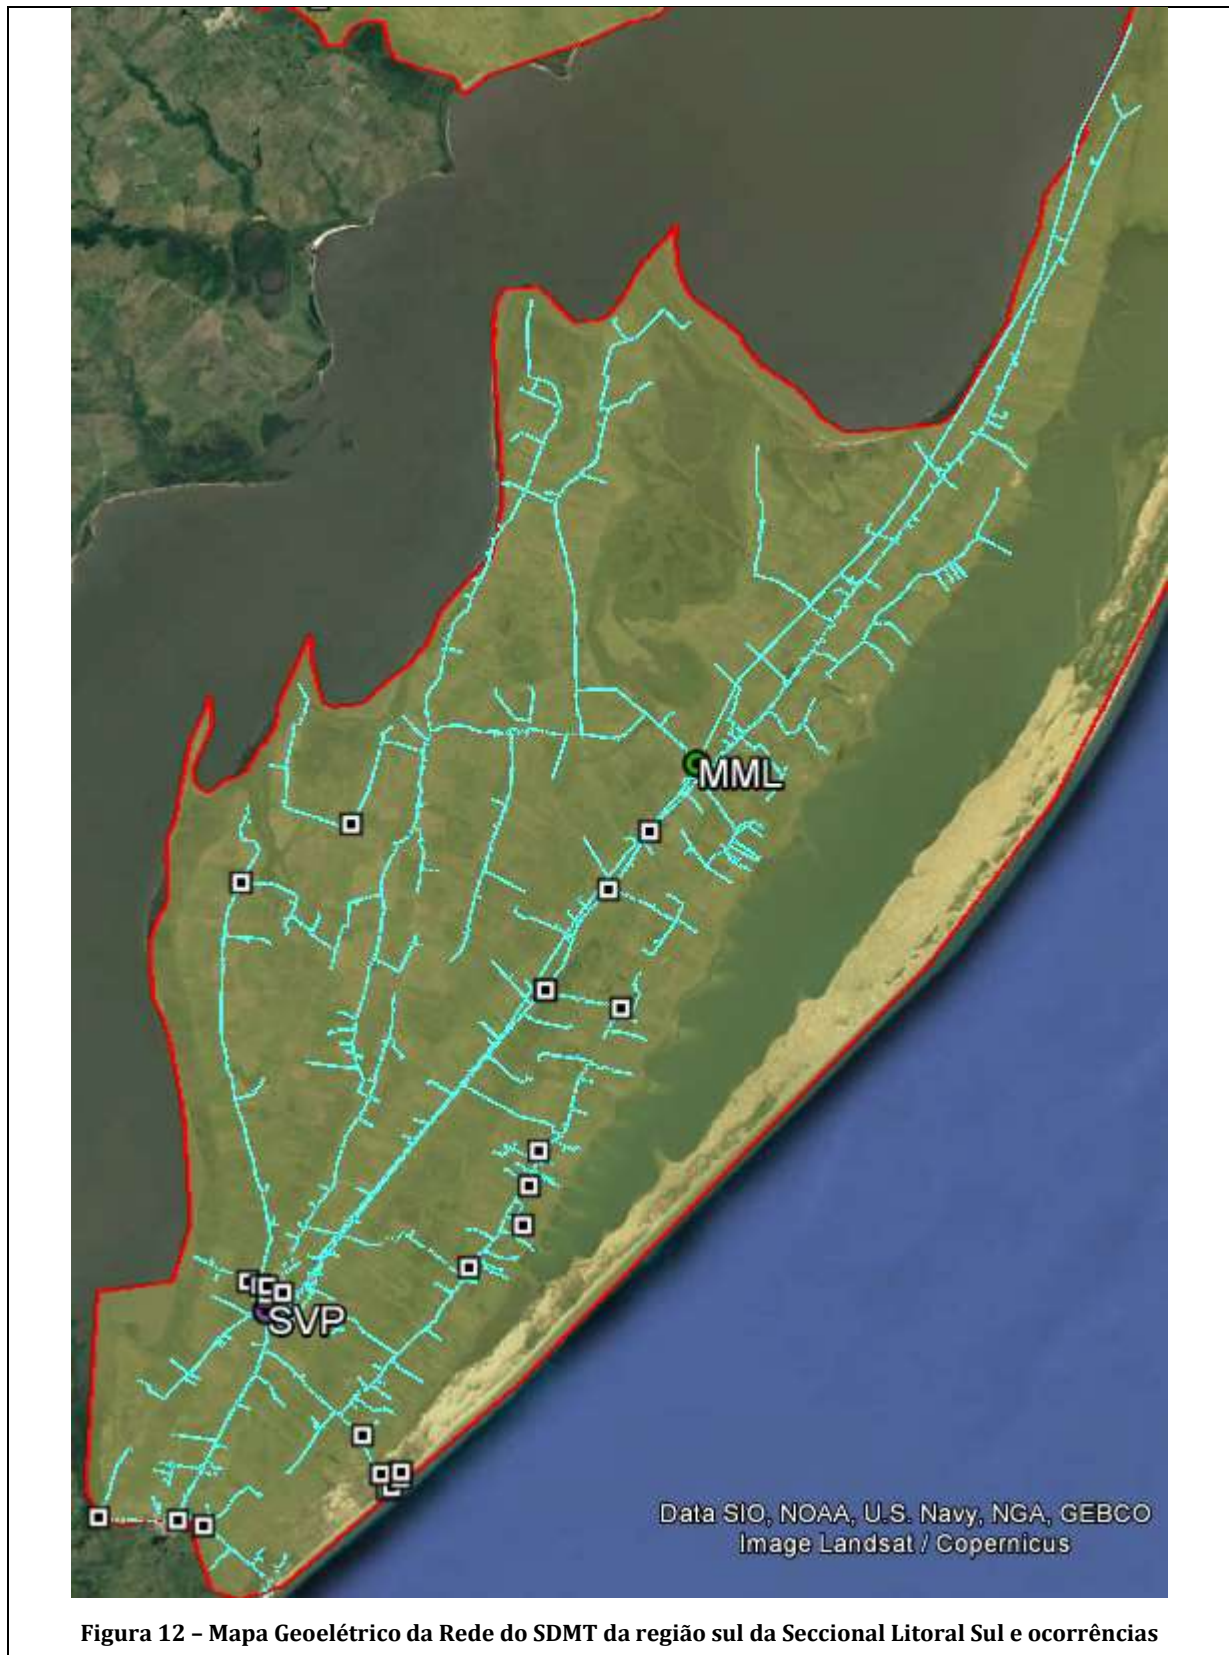 MML
SVP
Data SIO, NOAA, U.S. Navy, NGA, GEBCO
Image Landsat / Copernicus
Figura 12 – Mapa Geoelétrico da Rede do SDMT da região sul da Seccional Litoral Sul e ocorrências